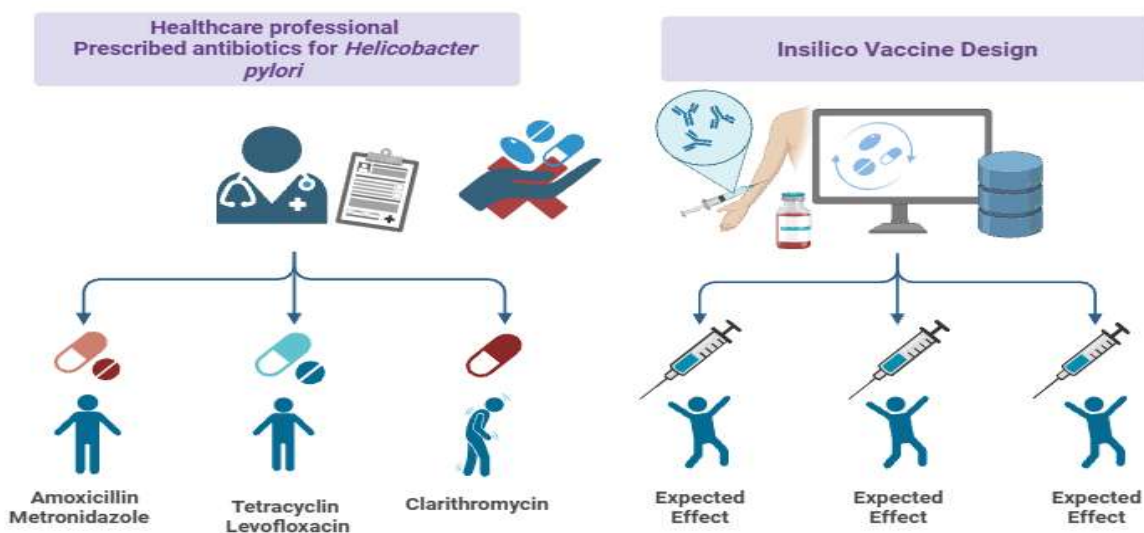 Healthcare professional
Prescribed antibiotics for Helicobacter
pylori
Insilico Vaccine Design
Amoxicillin
Metronidazole
Tetracyclin
Levofloxacin
Clarithromycin
Expected
Effect
Expected
Effect
Expected
Effect